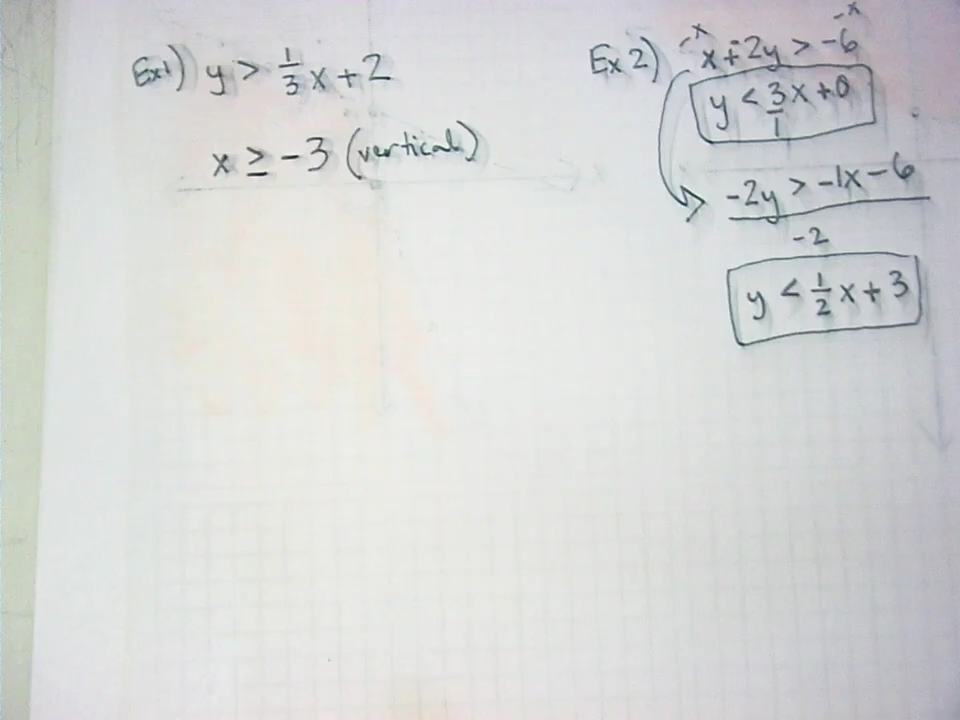 Ex1) y > 1/3 x + 2
x ≥ -3 (vertical)
Ex 2) x + -2y > -6
-x -x
y < 3/1 x + 0
-2y > -1x - 6
-2
y < 1/2 x + 3